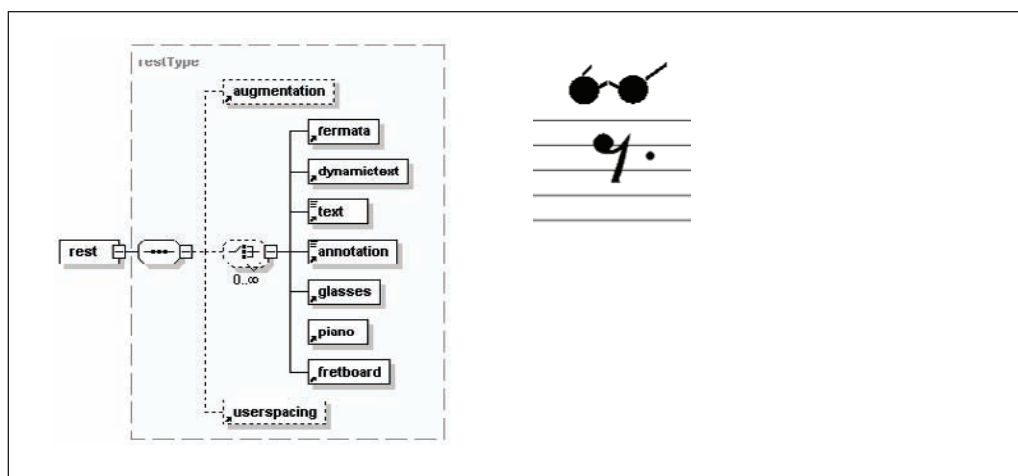 restType
augmentation
fermata
dynamictext
text
rest
annotation
0..∞
glasses
piano
fretboard
userspacing